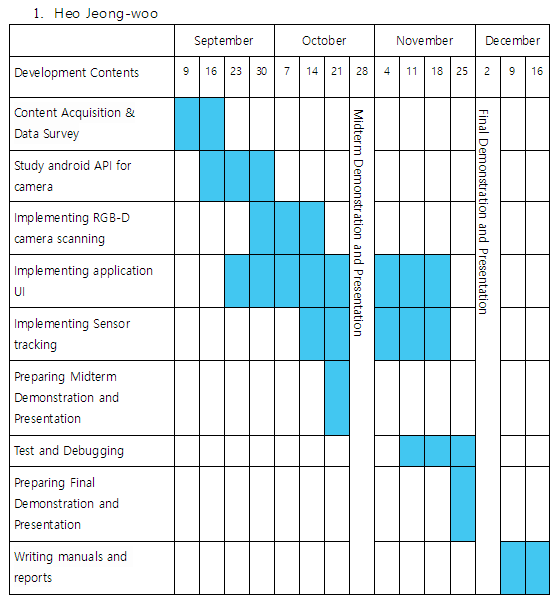 1. Heo Jeong-woo
September October November December
Development Contents 9 16 23 30 7 14 21 28 4 11 18 25 2 9 16
Content Acquisition &
Data Survey
Study android API for
camera
Implementing RGB-D
camera scanning
Implementing application
UI
Implementing Sensor
tracking
Preparing Midterm
Demonstration and
Presentation
Test and Debugging
Preparing Final
Demonstration and
Presentation
Writing manuals and
reports
Midterm Demonstration and Presentation
Final Demonstration and Presentation